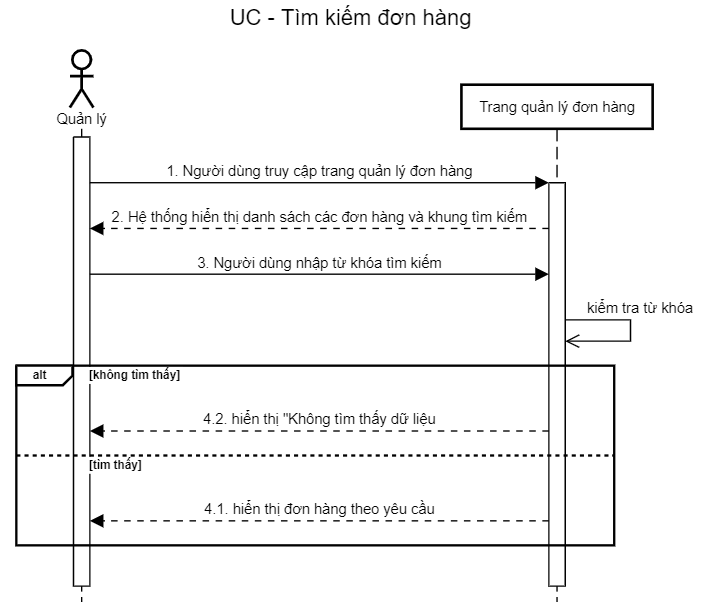 UC - Tìm kiếm đơn hàng
Quản lý
Trang quản lý đơn hàng
1. Người dùng truy cập trang quản lý đơn hàng
2. Hệ thống hiển thị danh sách các đơn hàng và khung tìm kiếm
3. Người dùng nhập từ khóa tìm kiếm
kiểm tra từ khóa
alt
[không tìm thấy]
4.2. hiển thị "Không tìm thấy dữ liệu
[tìm thấy]
4.1. hiển thị đơn hàng theo yêu cầu